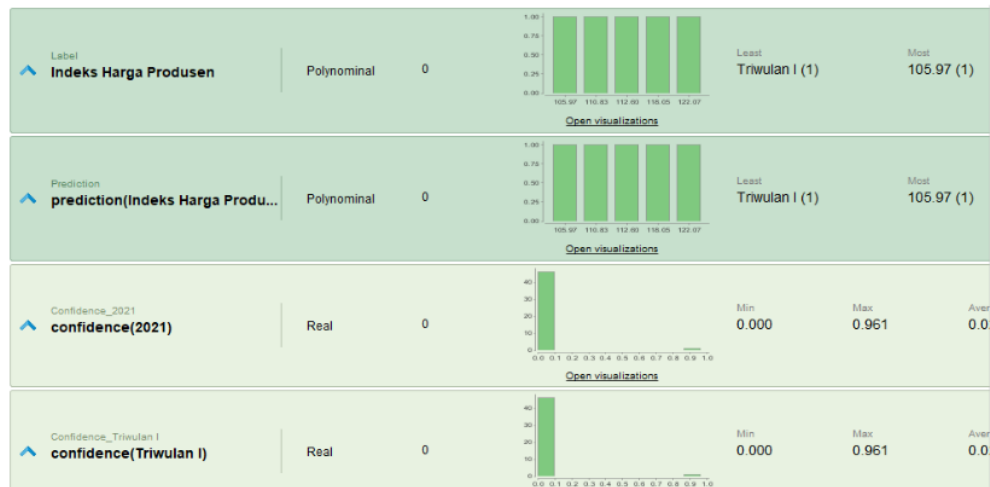 Label
Indeks Harga Produsen
Polynominal
0
1.00
0.75
0.50
0.25
0.00
105.97 110.83 112.60 118.05 122.07
Open visualizations
Least
Triwulan I (1)
Most
105.97 (1)
Prediction
prediction(Indeks Harga Produ...
Polynominal
0
1.00
0.75
0.50
0.25
0.00
105.97 110.83 112.60 118.05 122.07
Open visualizations
Least
Triwulan I (1)
Most
105.97 (1)
Confidence_2021
confidence(2021)
Real
0
40
30
20
10
0
0.0 0.1 0.2 0.3 0.4 0.5 0.6 0.7 0.8 0.9 1.0
Open visualizations
Min
0.000
Max
0.961
Aver
0.0
Confidence_Triwulan I
confidence(Triwulan I)
Real
0
40
30
20
10
0
0.0 0.1 0.2 0.3 0.4 0.5 0.6 0.7 0.8 0.9 1.0
Min
0.000
Max
0.961
Aver
0.0